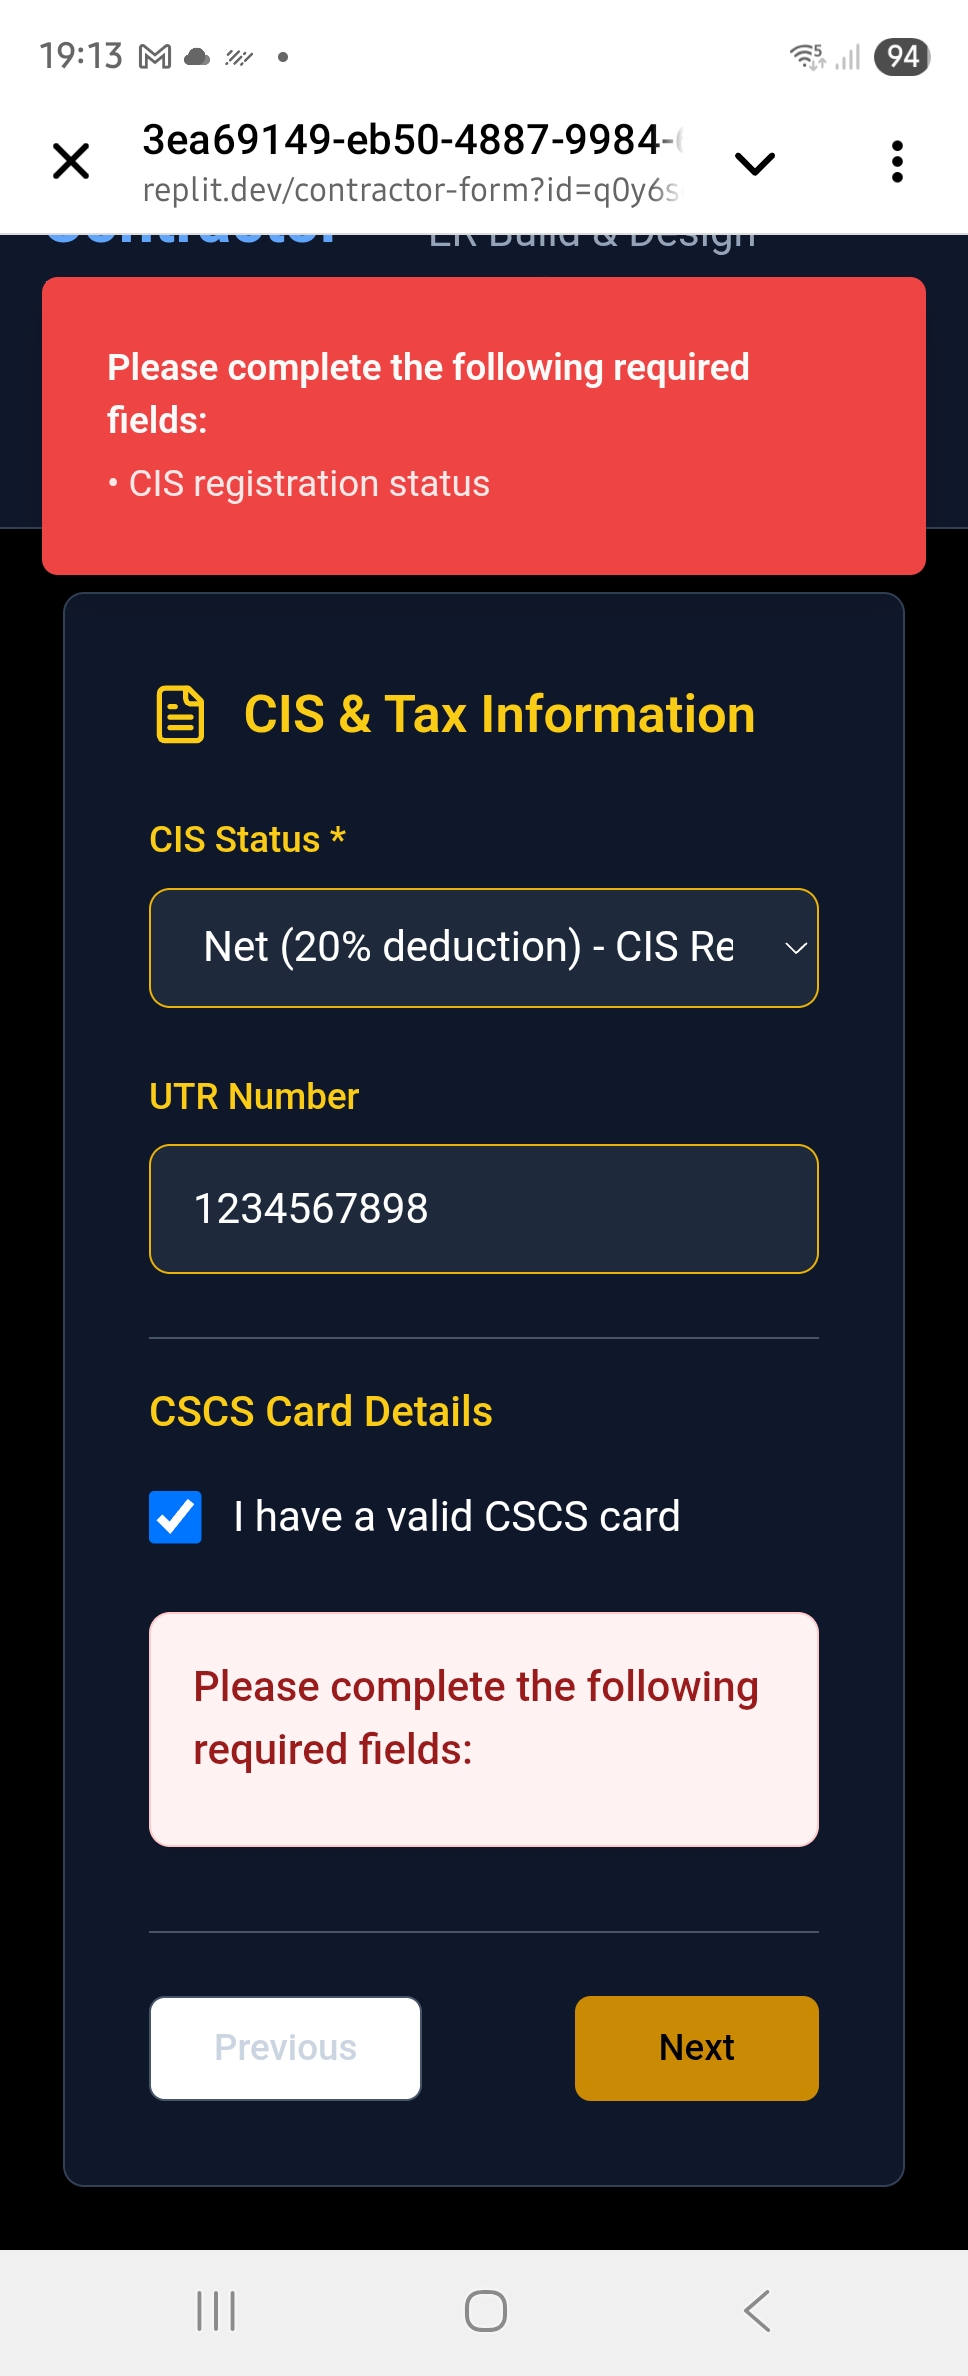 19:13
94
3ea69149-eb50-4887-9984-
replit.dev/contractor-form?id=q0y6s
Contractor
ER Build & Design
Please complete the following required
fields:
• CIS registration status
CIS & Tax Information
CIS Status *
Net (20% deduction) - CIS Re
UTR Number
1234567898
CSCS Card Details
I have a valid CSCS card
Please complete the following
required fields:
Previous
Next